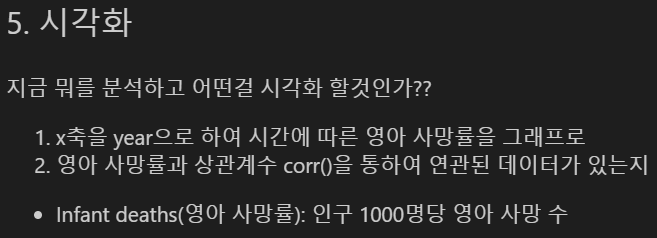 5. 시각화
지금 뭐를 분석하고 어떤걸 시각화 할것인가??
1. x축을 year으로 하여 시간에 따른 영아 사망률을 그래프로
2. 영아 사망률과 상관계수 corr()을 통하여 연관된 데이터가 있는지
• Infant deaths(영아 사망률): 인구 1000명당 영아 사망 수